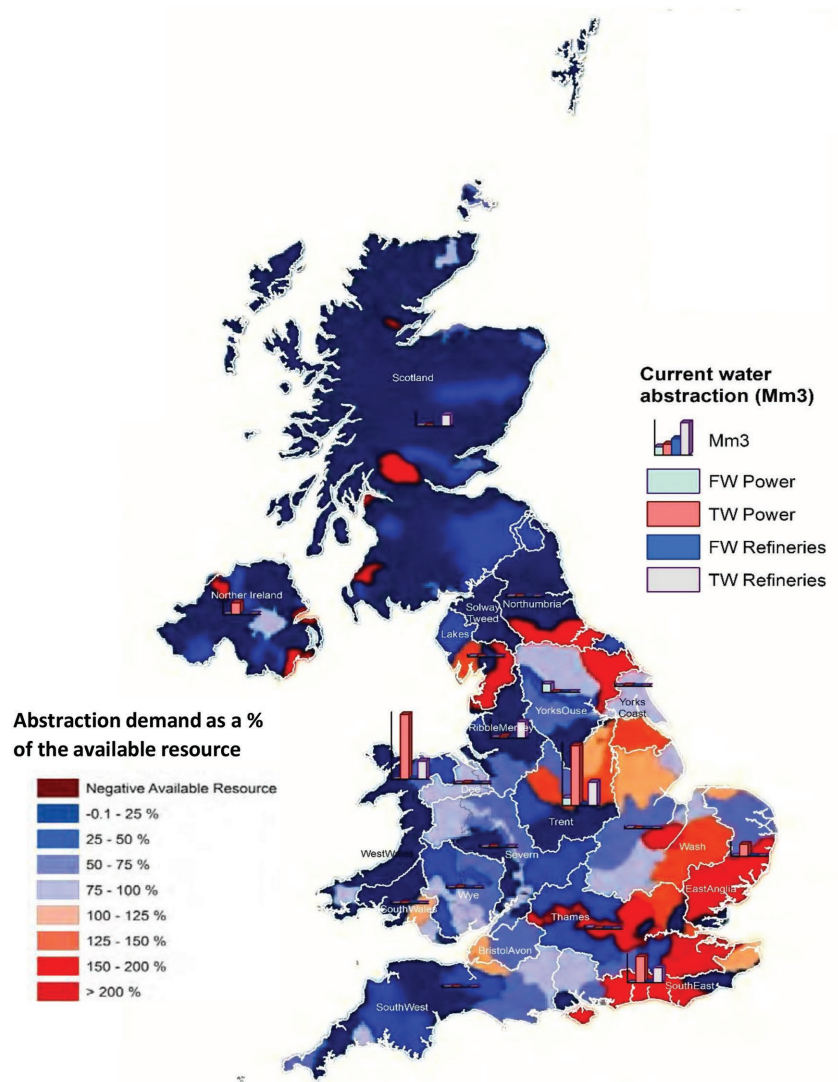 Scotland
Current water
abstraction (Mm3)
Mm3
FW Power
TW Power
FW Refineries
TW Refineries
Norther Ireland
Solway
Tweed
Northumbria
Lakes
Abstraction demand as a %
of the available resource
YorksOuse
Yorks
Coast
RibbleMersey
Negative Available Resource
-0.1 - 25 %
25 - 50 %
50 - 75 %
75 - 100 %
100 - 125 %
125 - 150 %
150 - 200 %
> 200 %
Dee
Trent
WestWales
Severn
Wash
EastAnglia
Wye
SouthWales
Thames
BristolAvon
SouthEast
SouthWest